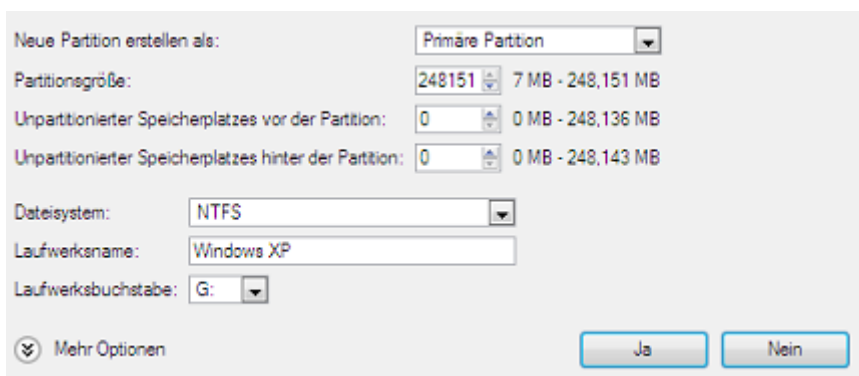 Neue Partition erstellen als: Primäre Partition
Partitionsgröße: 248151 7 MB - 248,151 MB
Unpartitionierter Speicherplatzes vor der Partition: 0 0 MB - 248,136 MB
Unpartitionierter Speicherplatzes hinter der Partition: 0 0 MB - 248,143 MB
Dateisystem: NTFS
Laufwerksname: Windows XP
Laufwerksbuchstabe: G:
Mehr Optionen Ja Nein